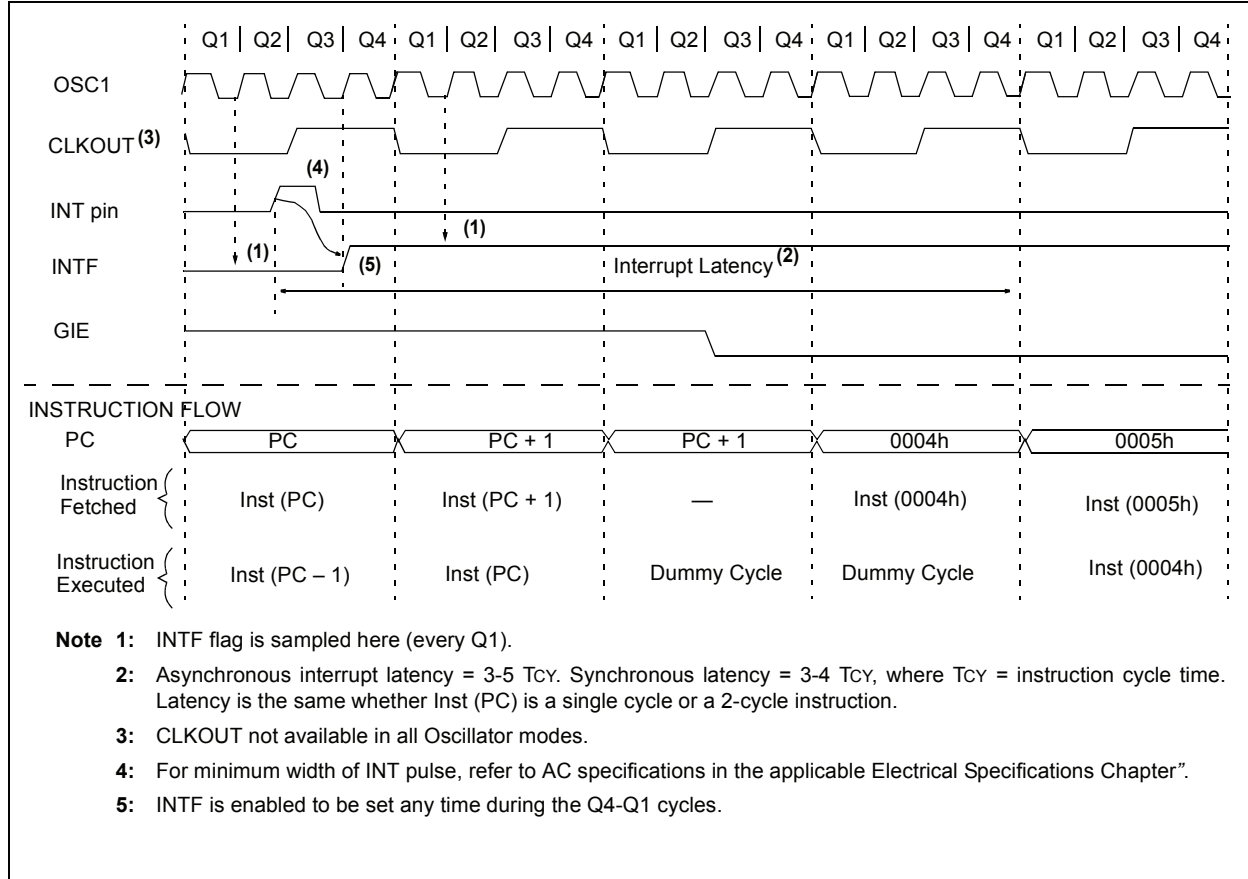 Q1 Q2 Q3 Q4 Q1 Q2 Q3 Q4 Q1 Q2 Q3 Q4 Q1 Q2 Q3 Q4 Q1 Q2 Q3 Q4
OSC1
CLKOUT (3)
(4)
INT pin
(1)
(1)
INTF
(5)
Interrupt Latency (2)
GIE
INSTRUCTION FLOW
PC PC PC + 1 PC + 1 0004h 0005h
Instruction
Fetched
Inst (PC) Inst (PC + 1) — Inst (0004h) Inst (0005h)
Instruction
Executed
Inst (PC – 1) Inst (PC) Dummy Cycle Dummy Cycle Inst (0004h)
Note 1: INTF flag is sampled here (every Q1).
2: Asynchronous interrupt latency = 3-5 TCY. Synchronous latency = 3-4 TCY, where TCY = instruction cycle time.
Latency is the same whether Inst (PC) is a single cycle or a 2-cycle instruction.
3: CLKOUT not available in all Oscillator modes.
4: For minimum width of INT pulse, refer to AC specifications in the applicable Electrical Specifications Chapter”.
5: INTF is enabled to be set any time during the Q4-Q1 cycles.